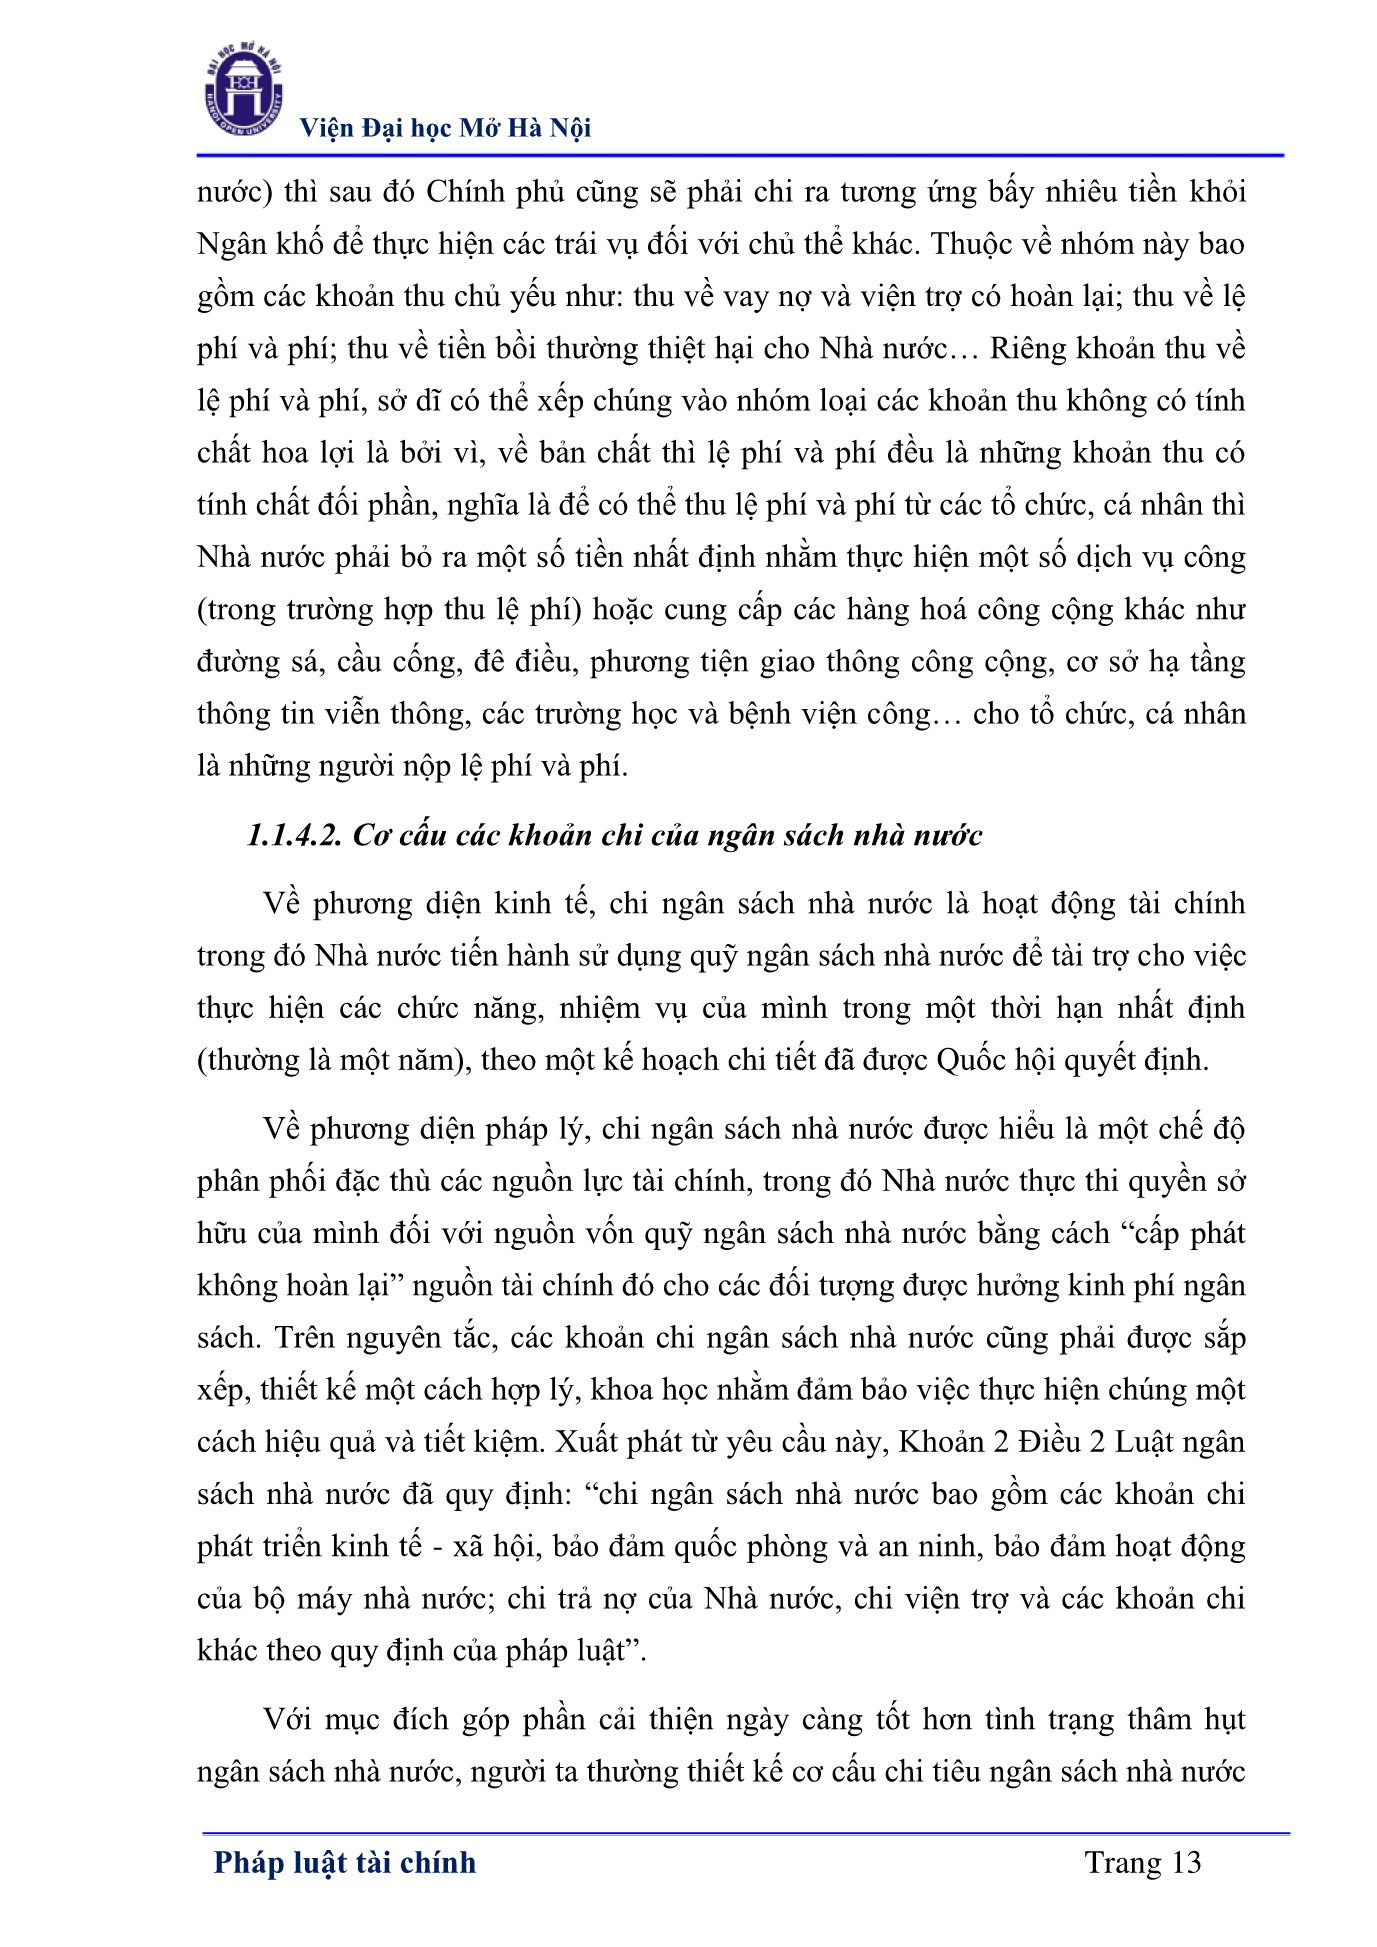 ĐẠI HỌC MỞ HÀ NỘI
HANOI OPEN UNIVERSITY
Viện Đại học Mở Hà Nội
nước) thì sau đó Chính phủ cũng sẽ phải chi ra tương ứng bấy nhiêu tiền khỏi
Ngân khố để thực hiện các trái vụ đối với chủ thể khác. Thuộc về nhóm này bao
gồm các khoản thu chủ yếu như: thu về vay nợ và viện trợ có hoàn lại; thu về lệ
phí và phí; thu về tiền bồi thường thiệt hại cho Nhà nước… Riêng khoản thu về
lệ phí và phí, sở dĩ có thể xếp chúng vào nhóm loại các khoản thu không có tính
chất hoa lợi là bởi vì, về bản chất thì lệ phí và phí đều là những khoản thu có
tính chất đối phần, nghĩa là để có thể thu lệ phí và phí từ các tổ chức, cá nhân thì
Nhà nước phải bỏ ra một số tiền nhất định nhằm thực hiện một số dịch vụ công
(trong trường hợp thu lệ phí) hoặc cung cấp các hàng hoá công cộng khác như
đường sá, cầu cống, đê điều, phương tiện giao thông công cộng, cơ sở hạ tầng
thông tin viễn thông, các trường học và bệnh viện công… cho tổ chức, cá nhân
là những người nộp lệ phí và phí.
1.1.4.2. Cơ cấu các khoản chi của ngân sách nhà nước
Về phương diện kinh tế, chi ngân sách nhà nước là hoạt động tài chính
trong đó Nhà nước tiến hành sử dụng quỹ ngân sách nhà nước để tài trợ cho việc
thực hiện các chức năng, nhiệm vụ của mình trong một thời hạn nhất định
(thường là một năm), theo một kế hoạch chi tiết đã được Quốc hội quyết định.
Về phương diện pháp lý, chi ngân sách nhà nước được hiểu là một chế độ
phân phối đặc thù các nguồn lực tài chính, trong đó Nhà nước thực thi quyền sở
hữu của mình đối với nguồn vốn quỹ ngân sách nhà nước bằng cách “cấp phát
không hoàn lại” nguồn tài chính đó cho các đối tượng được hưởng kinh phí ngân
sách. Trên nguyên tắc, các khoản chi ngân sách nhà nước cũng phải được sắp
xếp, thiết kế một cách hợp lý, khoa học nhằm đảm bảo việc thực hiện chúng một
cách hiệu quả và tiết kiệm. Xuất phát từ yêu cầu này, Khoản 2 Điều 2 Luật ngân
sách nhà nước đã quy định: “chi ngân sách nhà nước bao gồm các khoản chi
phát triển kinh tế - xã hội, bảo đảm quốc phòng và an ninh, bảo đảm hoạt động
của bộ máy nhà nước; chi trả nợ của Nhà nước, chi viện trợ và các khoản chi
khác theo quy định của pháp luật”.
Với mục đích góp phần cải thiện ngày càng tốt hơn tình trạng thâm hụt
ngân sách nhà nước, người ta thường thiết kế cơ cấu chi tiêu ngân sách nhà nước
Pháp luật tài chính
Trang 13